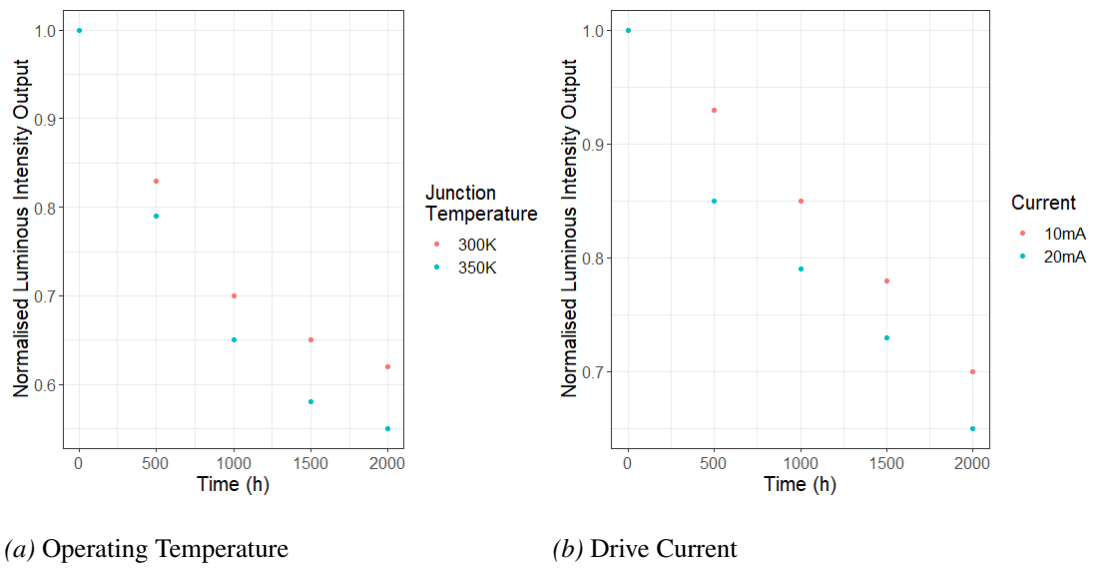 Normalised Luminous Intensity Output
1.0
0.9
0.8
0.7
0.6
0
500
1000
1500
2000
Time (h)
Junction
Temperature
300K
350K
(a) Operating Temperature
Normalised Luminous Intensity Output
1.0
0.9
0.8
0.7
0
500
1000
1500
2000
Time (h)
Current
10mA
20mA
(b) Drive Current